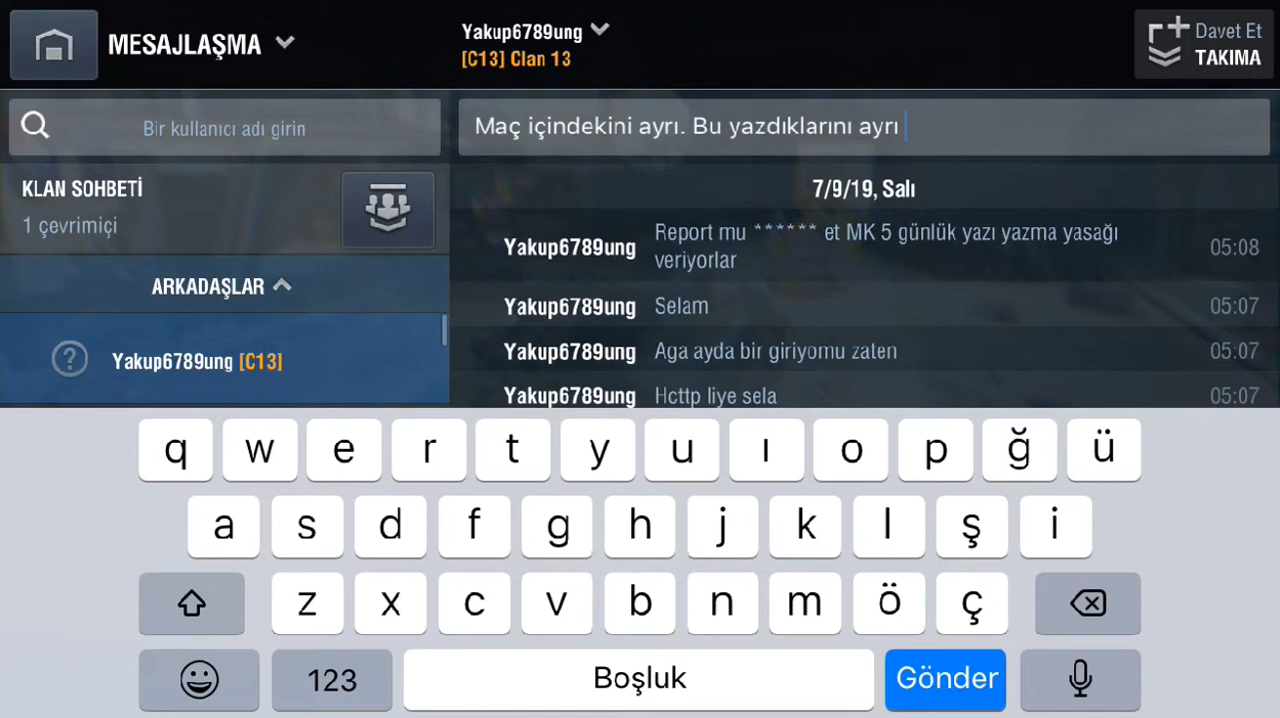 MESAJLAŞMA
Yakup6789ung
[C13] Clan 13
Davet Et
TAKIMA
Bir kullanıcı adı girin
Maç içindekini ayrı. Bu yazdıklarını ayrı
KLAN SOHBETİ
1 çevrimiçi
ARKADAŞLAR
Yakup6789ung [C13]
7/9/19, Salı
Yakup6789ung Report mu ****** et MK 5 günlük yazı yazma yasağı 05:08
veriyorlar
Yakup6789ung Selam 05:07
Yakup6789ung Aga ayda bir giriyomu zaten 05:07
Yakup6789ung Hcttp liye sela 05:07
q w e r t y u ı o p ğ ü
a s d f g h j k l ş i
z x c v b n m ö ç
123 Boşluk Gönder